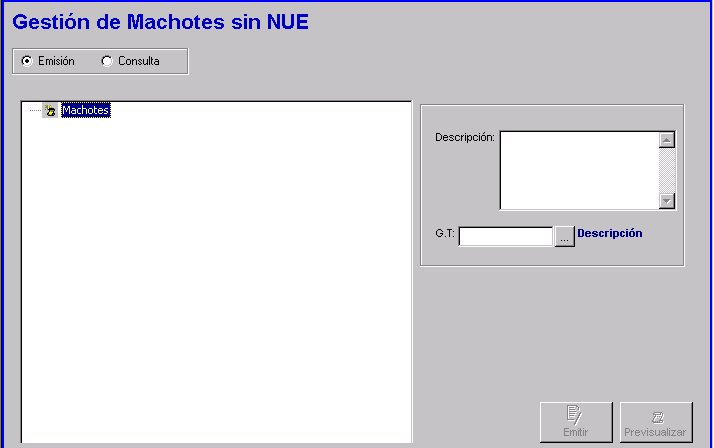 Gestión de Machotes sin NUE
Emisión
Consulta
Machotes
Descripción:
G.T:
...
Descripción
Emitir
Previsualizar